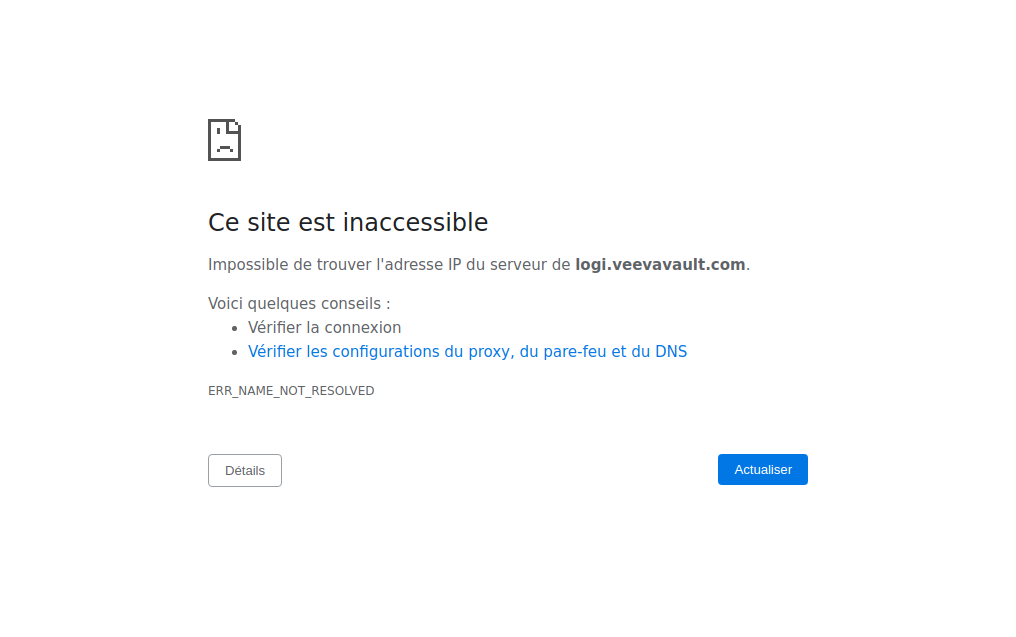 Ce site est inaccessible
Impossible de trouver l'adresse IP du serveur de logi.veevavault.com.
Voici quelques conseils :
Vérifier la connexion
Vérifier les configurations du proxy, du pare-feu et du DNS
ERR_NAME_NOT_RESOLVED
Détails
Actualiser